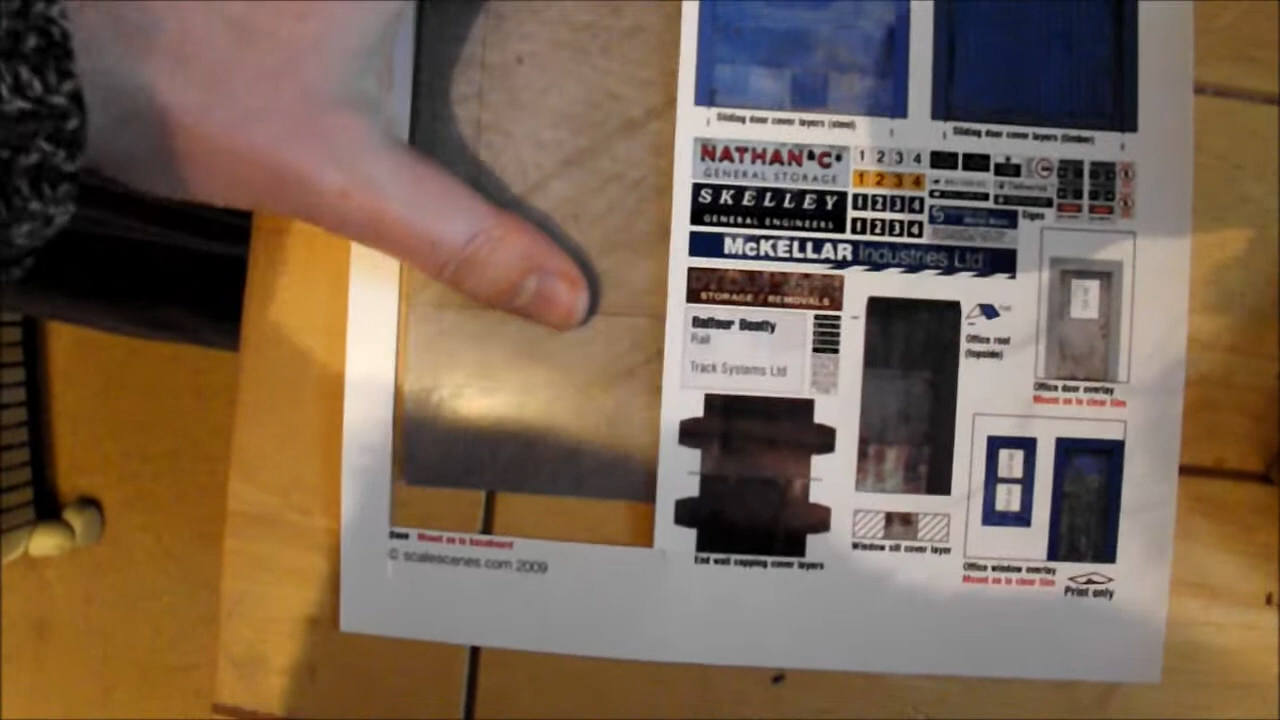 Sliding door cover layers (steel)
Sliding door cover layers (timber)
NATHAN & Co
GENERAL STORAGE
1 2 3 4
1 2 3 4
SKELLEY
GENERAL ENGINEERS
1 2 3 4
1 2 3 4
Deliveries
Signs
McKELLAR Industries Ltd
STORAGE / REMOVALS
Balfour Beatty
Rail
Track Systems Ltd
Office roof
(topside)
Office door overlay
Mount on to clear film
Base Mount on to baseboard
© scalescenes.com 2009
End wall capping cover layers
Window sill cover layer
Office window overlay
Mount on to clear film
Print only